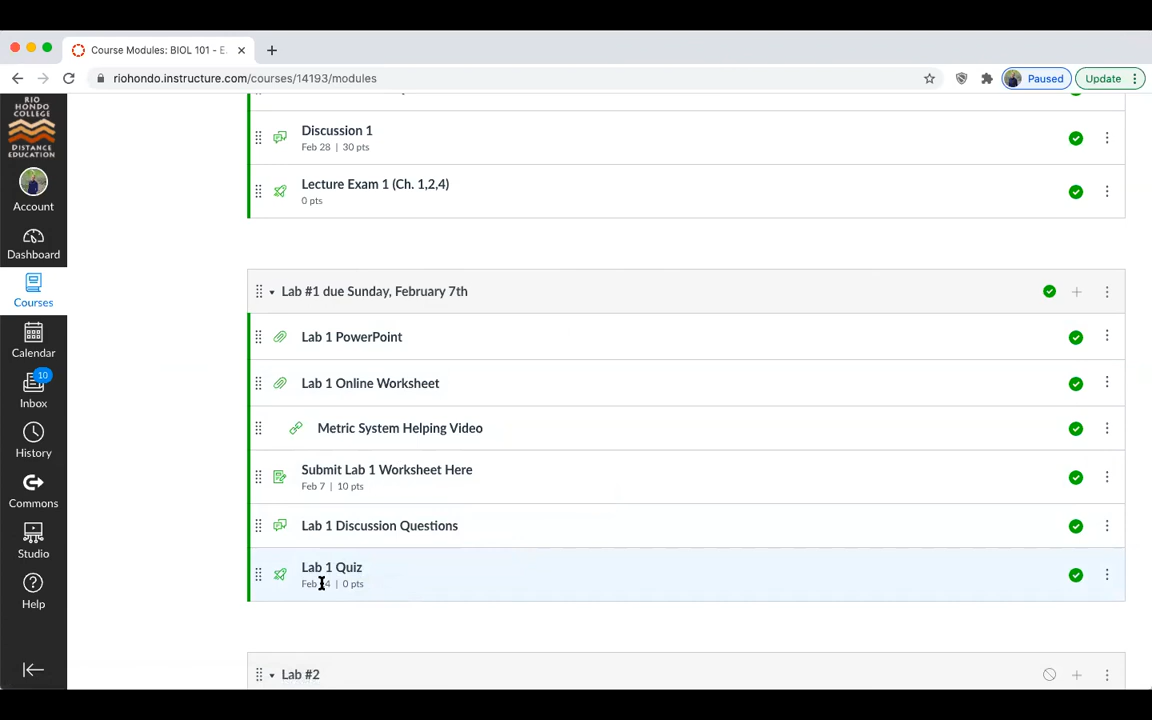 Course Modules: BIOL 101 - E.
riohondo.instructure.com/courses/14193/modules
Paused
Update
RIO
HONDO
COLLEGE
DISTANCE
EDUCATION
Account
Dashboard
Courses
Calendar
10
Inbox
History
Commons
Studio
Help
Discussion 1
Feb 28 | 30 pts
Lecture Exam 1 (Ch. 1,2,4)
0 pts
Lab #1 due Sunday, February 7th
Lab 1 PowerPoint
Lab 1 Online Worksheet
Metric System Helping Video
Submit Lab 1 Worksheet Here
Feb 7 | 10 pts
Lab 1 Discussion Questions
Lab 1 Quiz
Feb | 0 pts
Lab #2